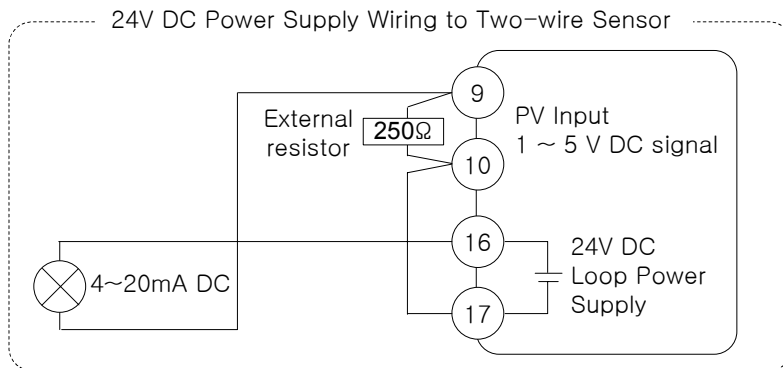 24V DC Power Supply Wiring to Two-wire Sensor
9
External
resistor
250Ω
PV Input
1 ~ 5 V DC signal
10
16
24V DC
Loop Power
Supply
4~20mA DC
17